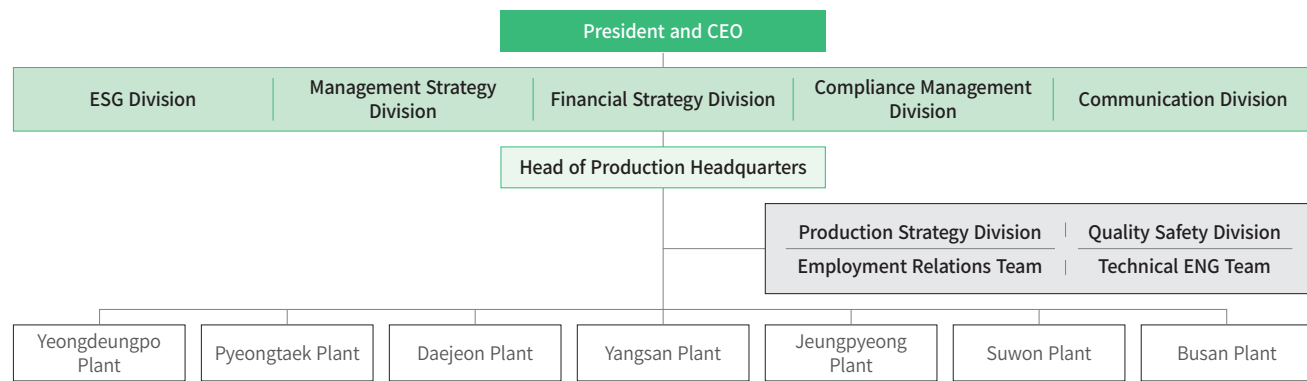 President and CEO
ESG Division
Management Strategy
Division
Financial Strategy Division
Compliance Management
Division
Communication Division
Head of Production Headquarters
Production Strategy Division
Quality Safety Division
Employment Relations Team
Technical ENG Team
Yeongdeungpo
Plant
Pyeongtaek Plant
Daejeon Plant
Yangsan Plant
Jeungpyeong
Plant
Suwon Plant
Busan Plant